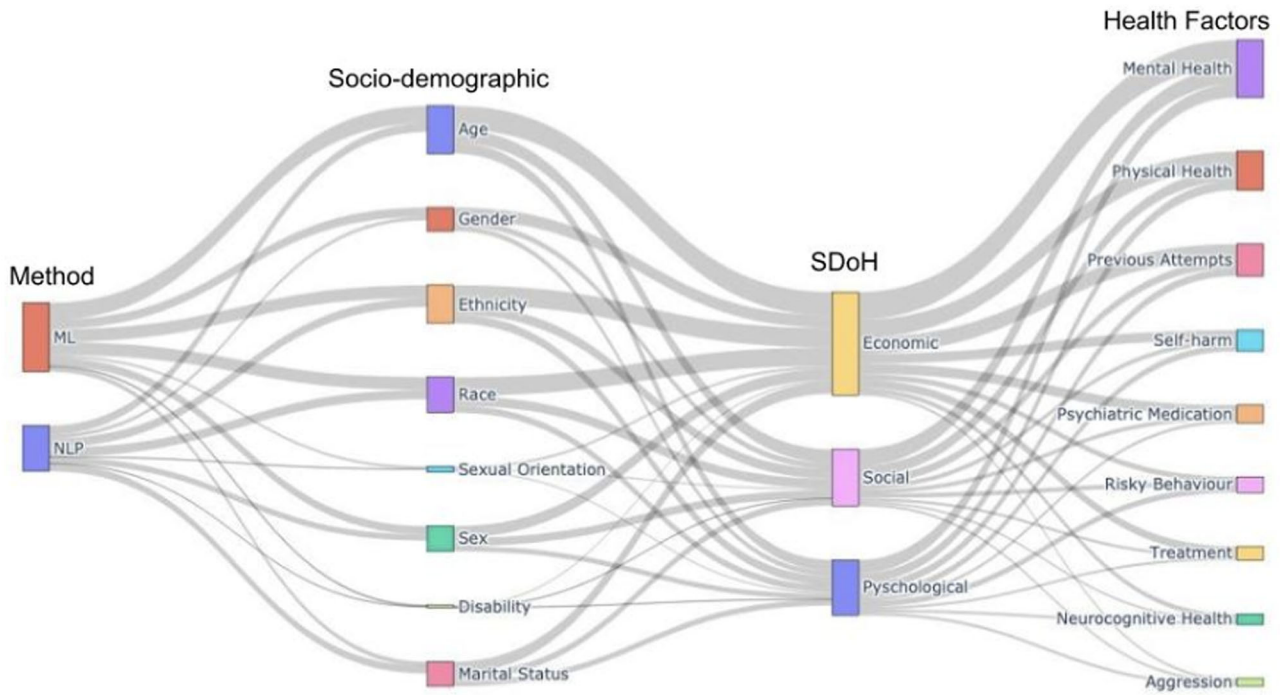 Health Factors
Mental Health
Socio-demographic
Age
Physical Health
Gender
Previous Attempts
SDoH
Method
Ethnicity
ML
Economic
Self-harm
Race
Psychiatric Medication
NLP
Sexual Orientation
Social
Risky Behaviour
Sex
Treatment
Pyschological
Disability
Neurocognitive Health
Marital Status
Aggression